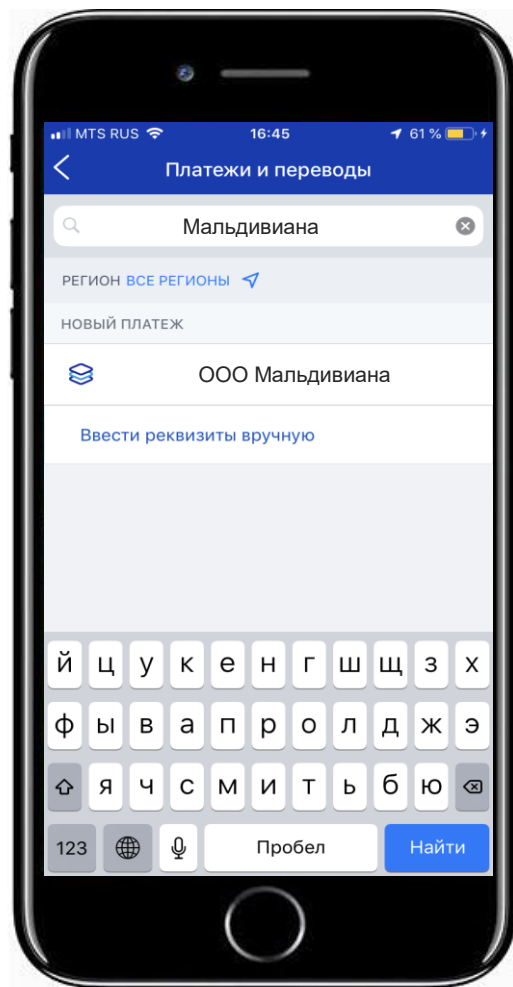 MTS RUS 16:45 61 %
Платежи и переводы
Мальдивиана
РЕГИОН ВСЕ РЕГИОНЫ
НОВЫЙ ПЛАТЕЖ
ООО Мальдивиана
Ввести реквизиты вручную
й ц у к е н г ш щ з х
ф ы в а п р о л д ж э
я ч с м и т ь б ю
123 Пробел Найти